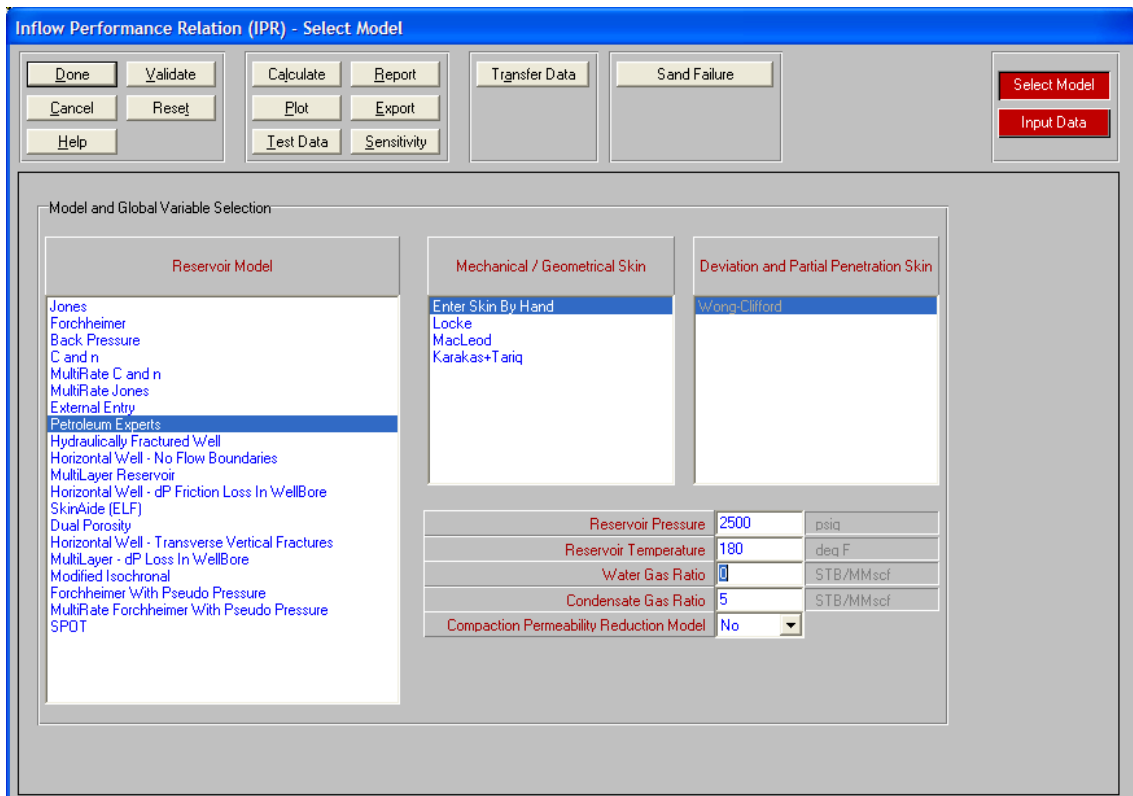 Inflow Performance Relation (IPR) - Select Model
Done Validate Calculate Report Transfer Data Sand Failure Select Model
Cancel Reset Plot Export Input Data
Help Test Data Sensitivity
Model and Global Variable Selection
Reservoir Model
Jones
Forchheimer
Back Pressure
C and n
MultiRate C and n
MultiRate Jones
External Entry
Petroleum Experts
Hydraulically Fractured Well
Horizontal Well - No Flow Boundaries
MultiLayer Reservoir
Horizontal Well - dP Friction Loss In WellBore
SkinAide (ELF)
Dual Porosity
Horizontal Well - Transverse Vertical Fractures
MultiLayer - dP Loss In WellBore
Modified Isochronal
Forchheimer With Pseudo Pressure
MultiRate Forchheimer With Pseudo Pressure
SPOT
Mechanical / Geometrical Skin
Enter Skin By Hand
Locke
MacLeod
Karakas+Tariq
Deviation and Partial Penetration Skin
Wong-Clifford
Reservoir Pressure 2500 psig
Reservoir Temperature 180 deg F
Water Gas Ratio 0 STB/MMscf
Condensate Gas Ratio 5 STB/MMscf
Compaction Permeability Reduction Model No